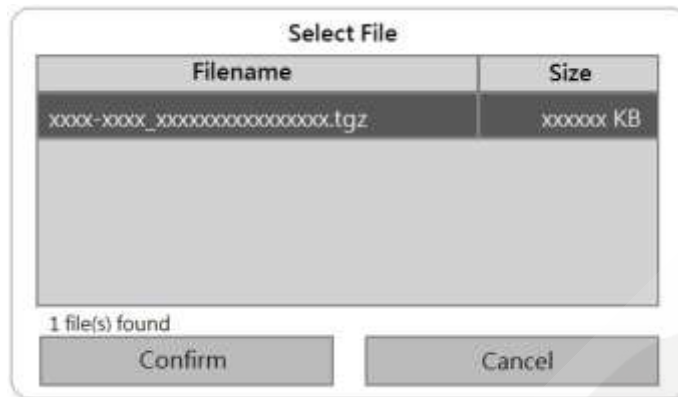 Select File
Filename Size
xxxx-xxxx_xxxxxxxxxxxxxxxx.tgz xxxxxx KB
1 file(s) found
Confirm Cancel